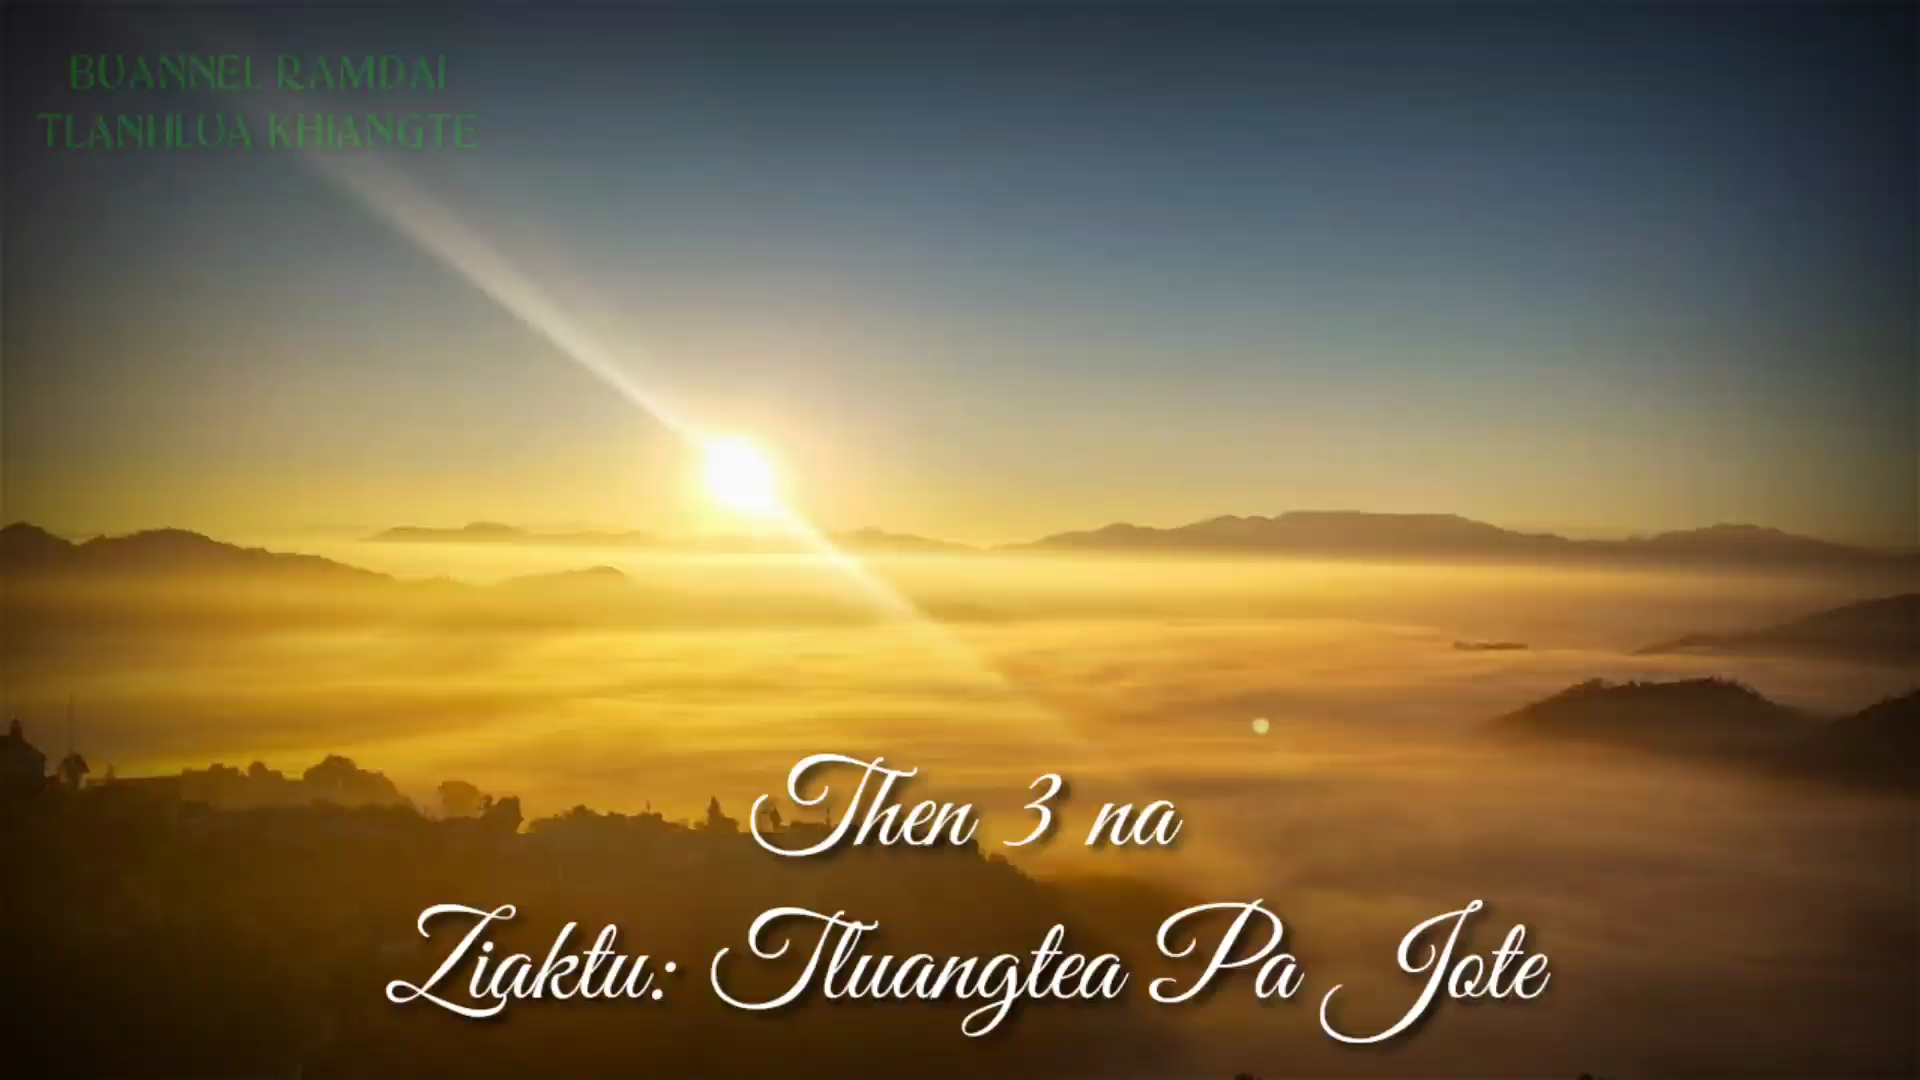 BUANNEL RAMDAI
TLANHLUA KHIANGTE
Then 3 na
Ziaktu: Tluangtea Pa Jote